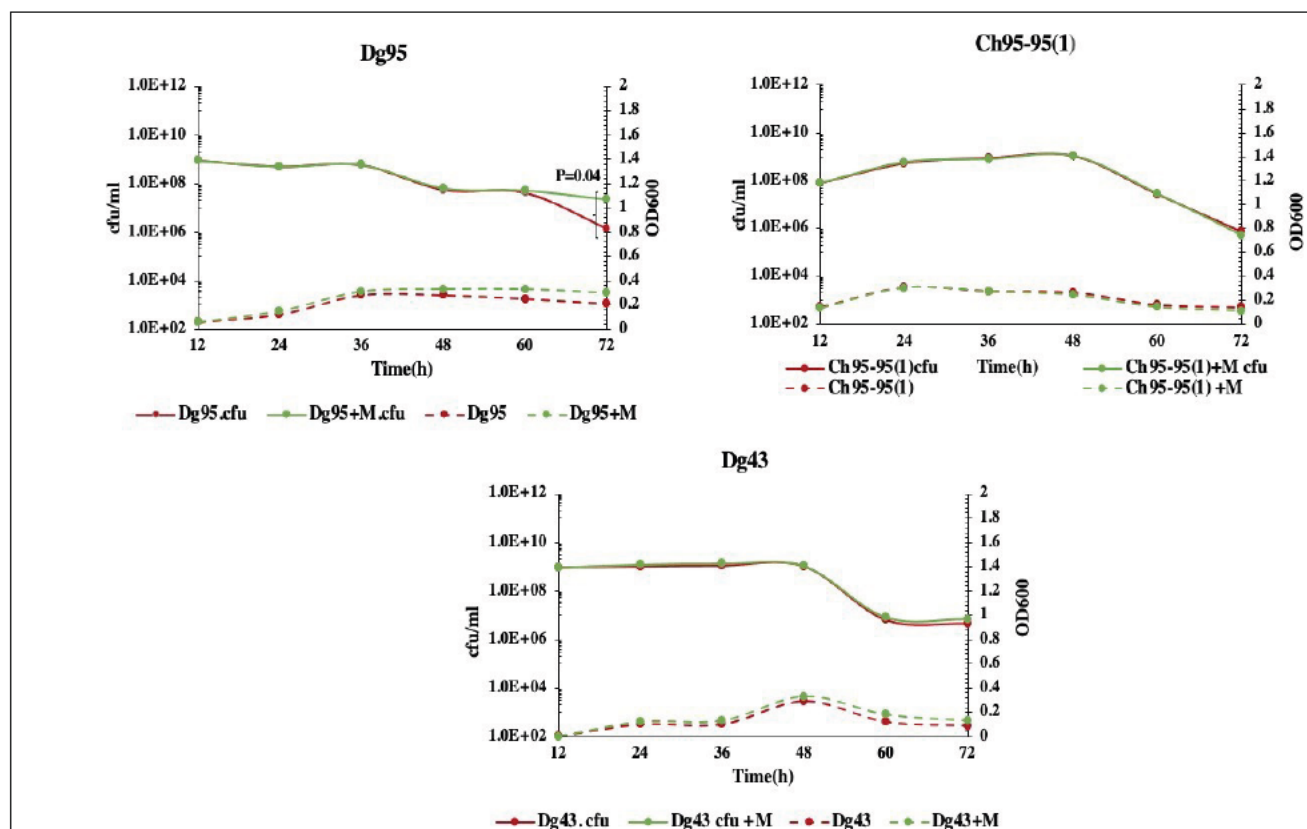 Dg95
1.0E+12
1.0E+10
1.0E+08
1.0E+06
1.0E+04
1.0E+02
cfu/ml
2
1.8
1.6
1.4
1.2
1
0.8
0.6
0.4
0.2
0
OD600
P=0.04
12 24 36 48 60 72
Time(h)
Dg95.cfu Dg95+M.cfu Dg95 Dg95+M
Ch95-95(1)
1.0E+12
1.0E+10
1.0E+08
1.0E+06
1.0E+04
1.0E+02
cfu/ml
2
1.8
1.6
1.4
1.2
1
0.8
0.6
0.4
0.2
0
OD600
12 24 36 48 60 72
Time(h)
Ch95-95(1)cfu Ch95-95(1)+M cfu
Ch95-95(1) Ch95-95(1) +M
Dg43
1.0E+12
1.0E+10
1.0E+08
1.0E+06
1.0E+04
1.0E+02
cfu/ml
2
1.8
1.6
1.4
1.2
1
0.8
0.6
0.4
0.2
0
OD600
12 24 36 48 60 72
Time(h)
Dg43. cfu Dg43 cfu +M Dg43 Dg43+M